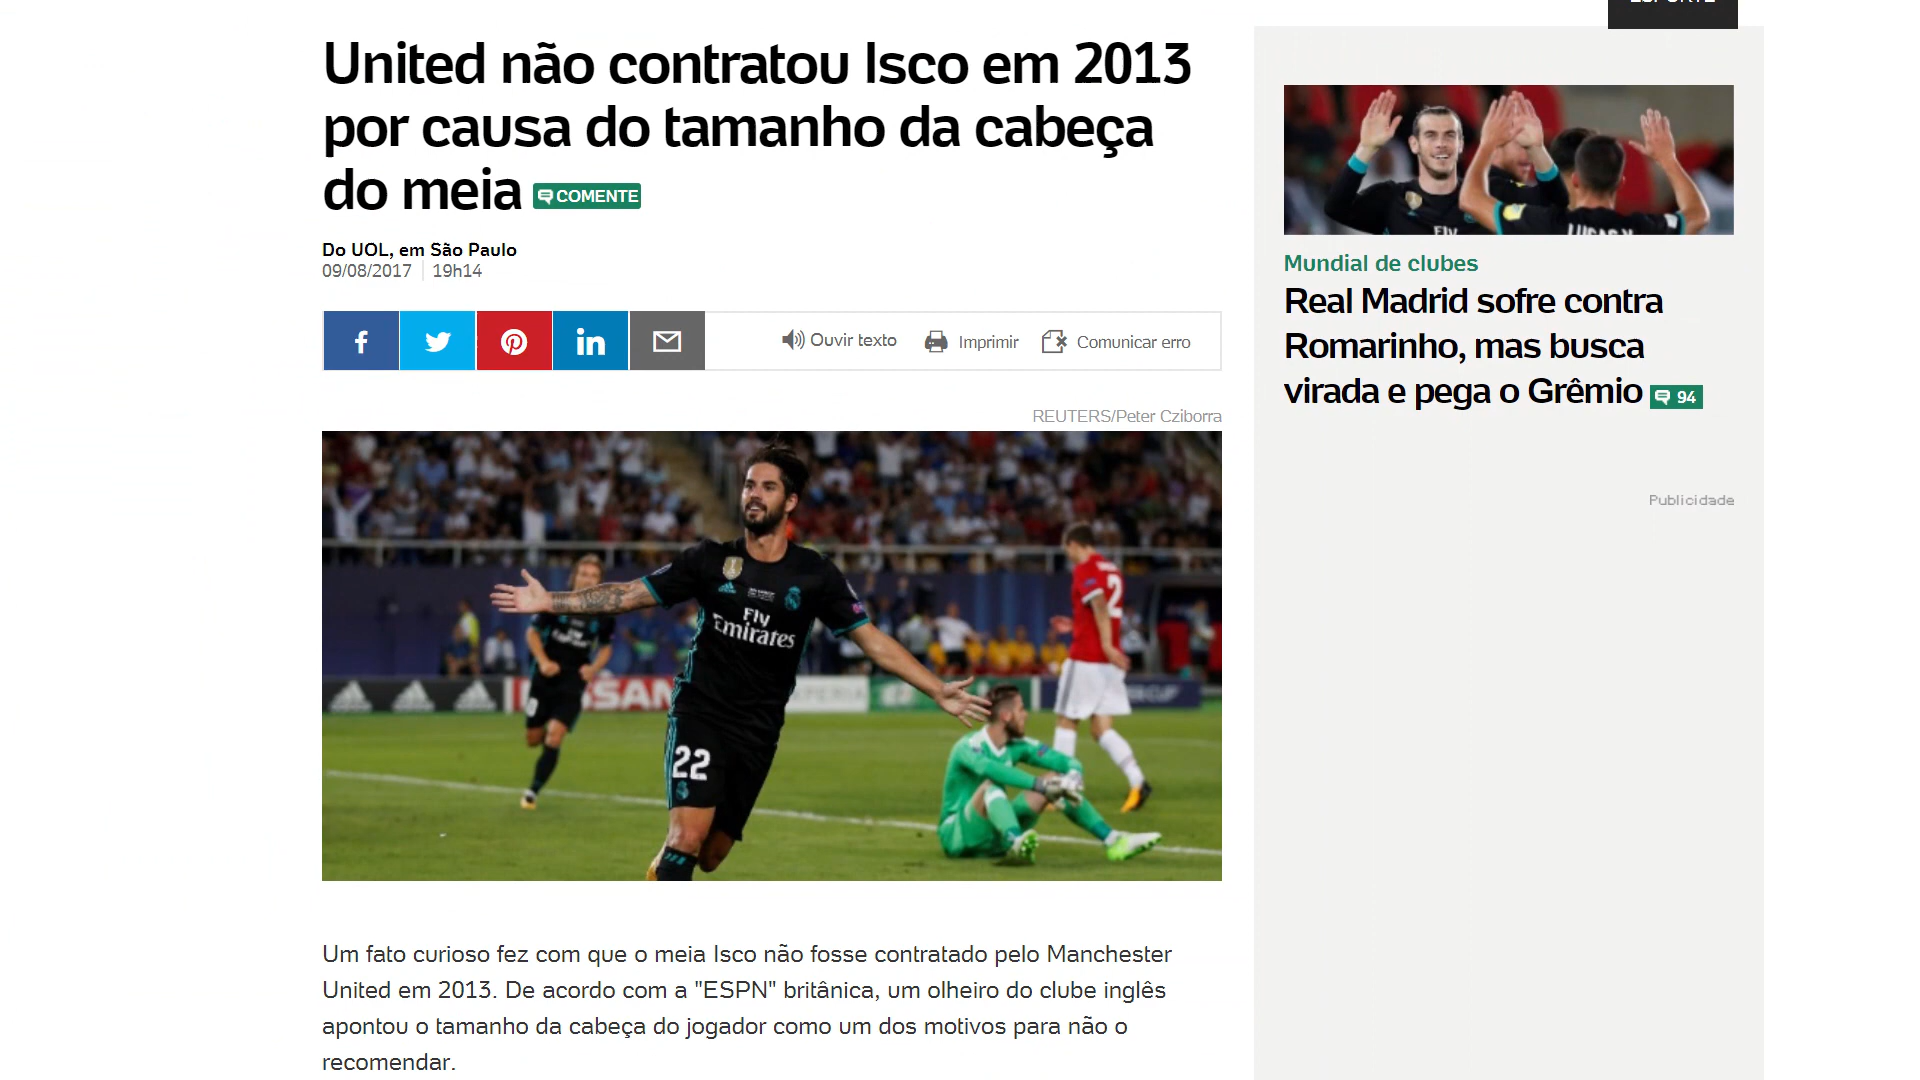 ESPORTE
United não contratou Isco em 2013
por causa do tamanho da cabeça
do meia COMENTE
Do UOL, em São Paulo
09/08/2017 19h14
Ouvir texto Imprimir Comunicar erro
REUTERS/Peter Cziborra
Fly
Emirates
22
2
NISSAN
Um fato curioso fez com que o meia Isco não fosse contratado pelo Manchester
United em 2013. De acordo com a "ESPN" britânica, um olheiro do clube inglês
apontou o tamanho da cabeça do jogador como um dos motivos para não o
recomendar.
Mundial de clubes
Real Madrid sofre contra
Romarinho, mas busca
virada e pega o Grêmio 94
Publicidade